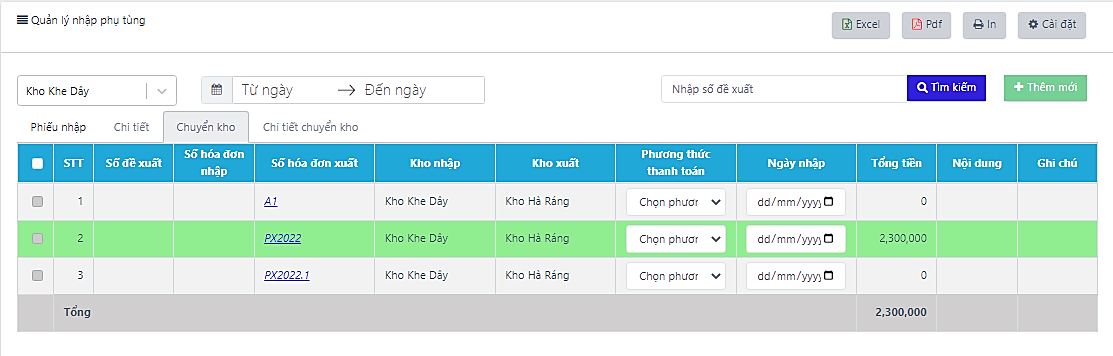 Quản lý nhập phụ tùng
Excel Pdf In Cài đặt
Kho Khe Dây Từ ngày Đến ngày Nhập số đề xuất Tìm kiếm Thêm mới
Phiếu nhập Chi tiết Chuyển kho Chi tiết chuyển kho
STT Số đề xuất Số hóa đơn nhập Số hóa đơn xuất Kho nhập Kho xuất Phương thức thanh toán Ngày nhập Tổng tiền Nội dung Ghi chú
1 A1 Kho Khe Dây Kho Hà Ráng Chọn phươr dd/mm/yyyy 0
2 PX2022 Kho Khe Dây Kho Hà Ráng Chọn phươr dd/mm/yyyy 2,300,000
3 PX2022.1 Kho Khe Dây Kho Hà Ráng Chọn phươr dd/mm/yyyy 0
Tổng 2,300,000